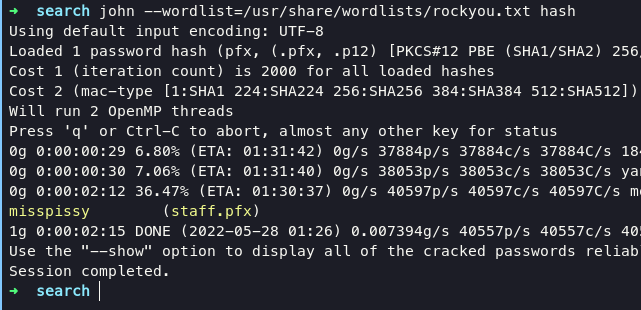 ➜ search john --wordlist=/usr/share/wordlists/rockyou.txt hash
Using default input encoding: UTF-8
Loaded 1 password hash (pfx, (.pfx, .p12) [PKCS#12 PBE (SHA1/SHA2) 256,
Cost 1 (iteration count) is 2000 for all loaded hashes
Cost 2 (mac-type [1:SHA1 224:SHA224 256:SHA256 384:SHA384 512:SHA512])
Will run 2 OpenMP threads
Press 'q' or Ctrl-C to abort, almost any other key for status
0g 0:00:00:29 6.80% (ETA: 01:31:42) 0g/s 37884p/s 37884c/s 37884C/s 184
0g 0:00:00:30 7.06% (ETA: 01:31:40) 0g/s 38053p/s 38053c/s 38053C/s yan
0g 0:00:02:12 36.47% (ETA: 01:30:37) 0g/s 40597p/s 40597c/s 40597C/s m
misspissy (staff.pfx)
1g 0:00:02:15 DONE (2022-05-28 01:26) 0.007394g/s 40557p/s 40557c/s 405
Use the "--show" option to display all of the cracked passwords reliab
Session completed.
➜ search